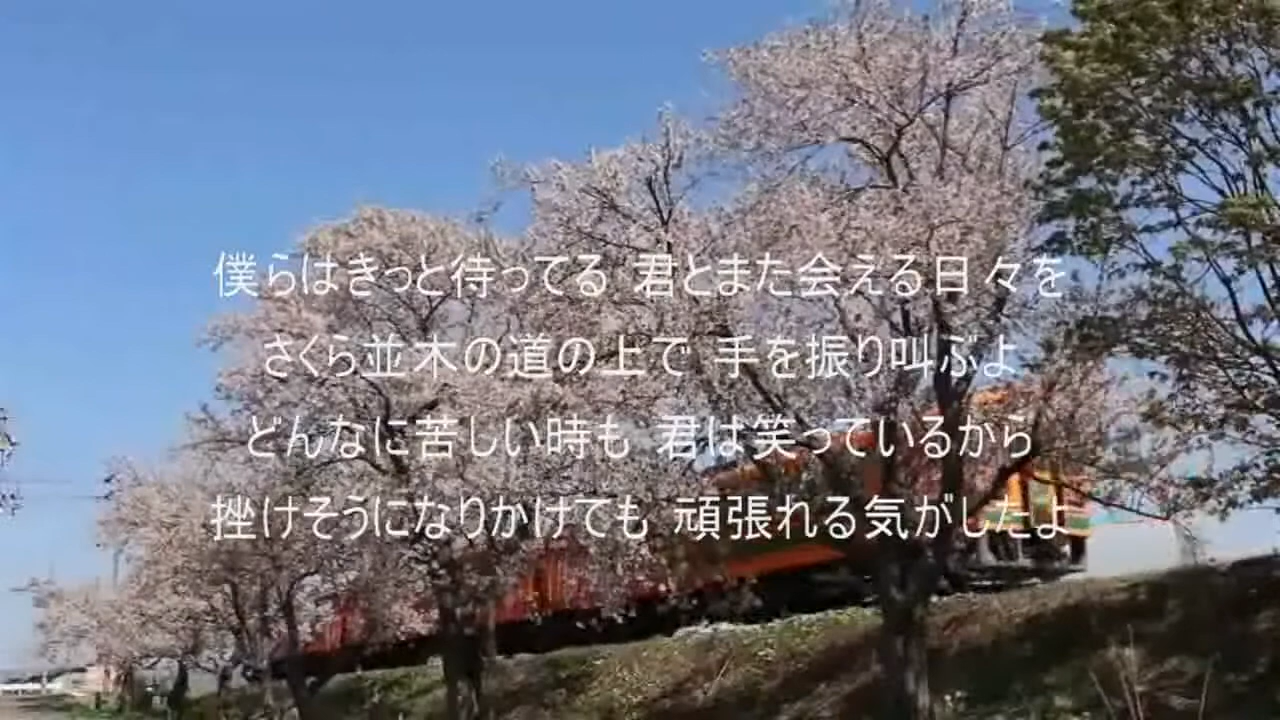 僕らはきっと待ってる 君とまた会える日々を
さくら並木の道の上で 手を振り叫ぶよ
どんなに苦しい時も 君は笑っているから
挫けそうになりかけても 頑張れる気がしたよ